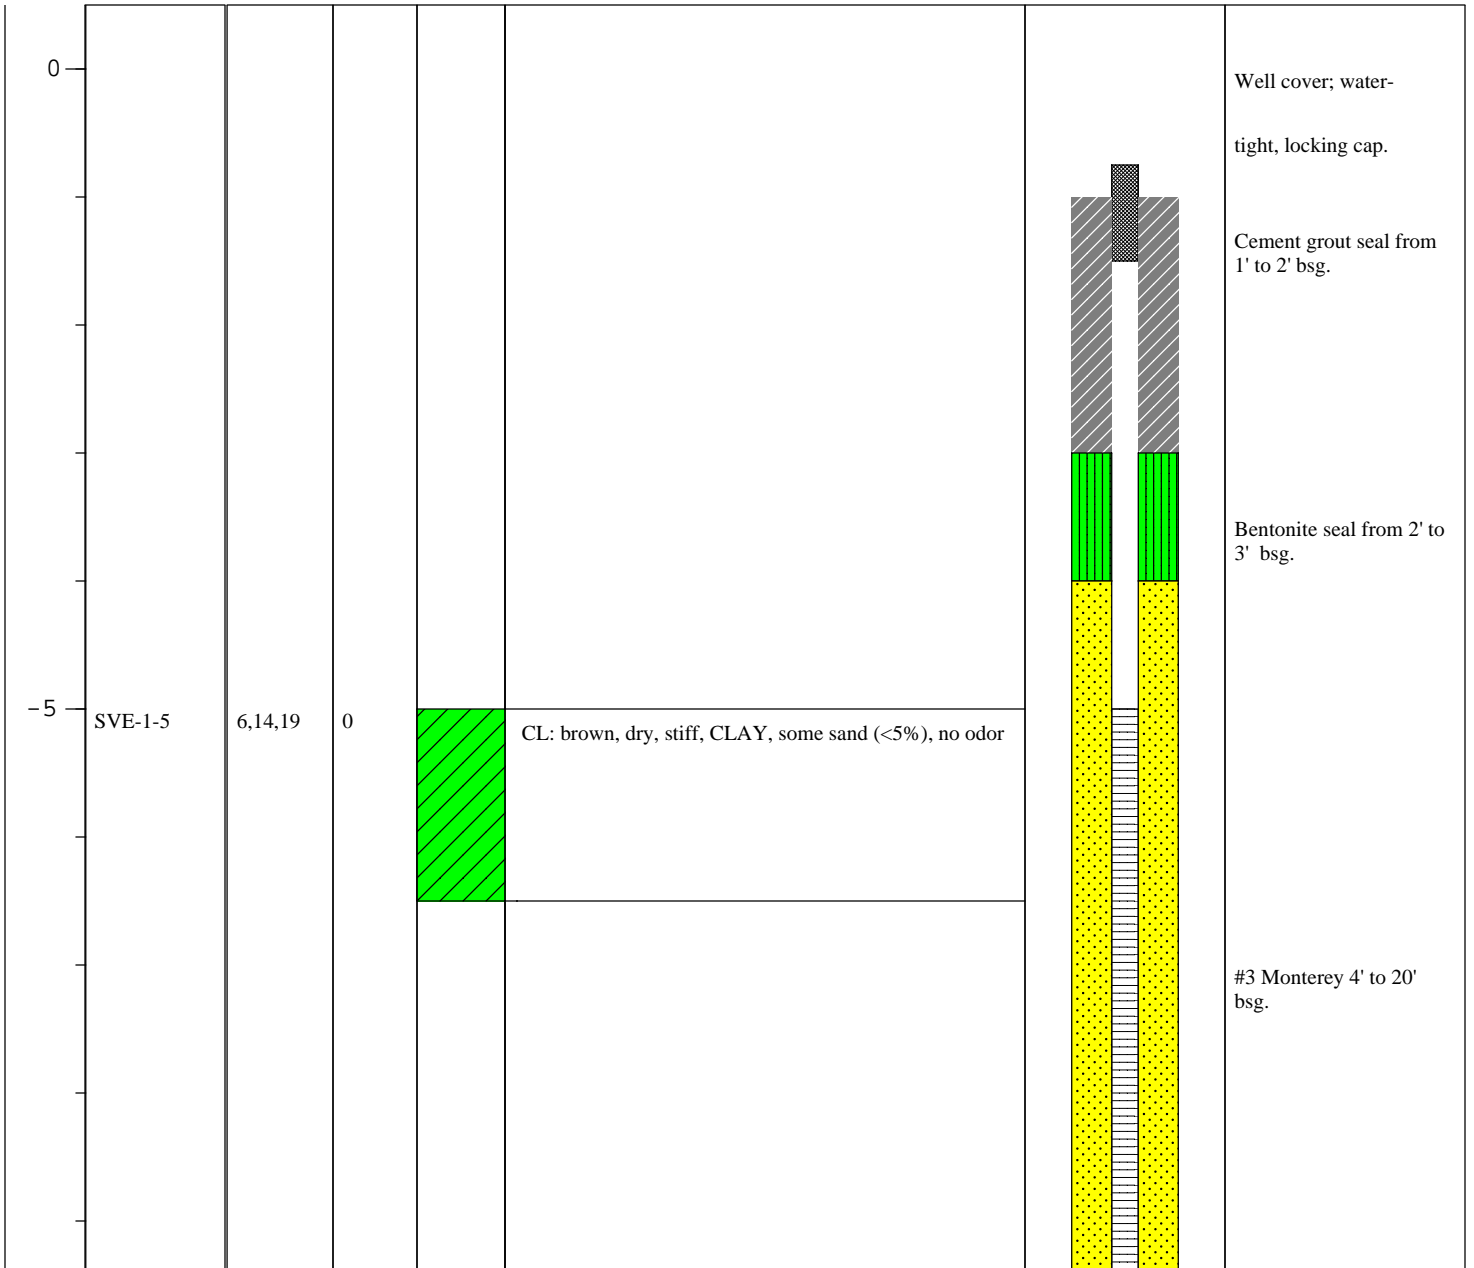 0
Well cover; water-
tight, locking cap.
Cement grout seal from
1' to 2' bsg.
Bentonite seal from 2' to
3' bsg.
-5
SVE-1-5 6,14,19 0
CL: brown, dry, stiff, CLAY, some sand (<5%), no odor
#3 Monterey 4' to 20'
bsg.